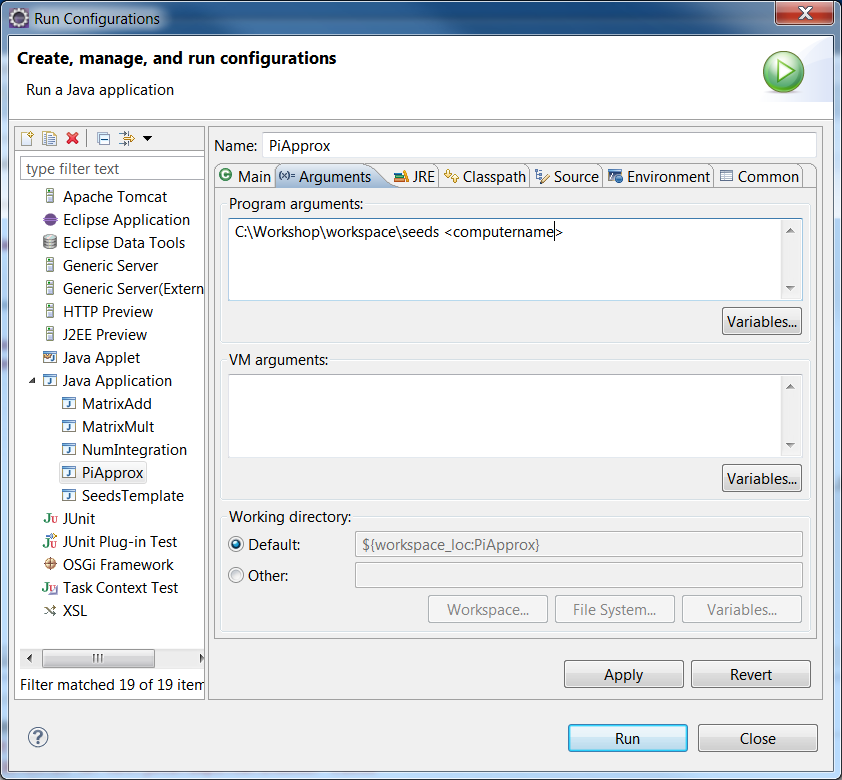 Run Configurations
Create, manage, and run configurations
Run a Java application
type filter text
Apache Tomcat
Eclipse Application
Eclipse Data Tools
Generic Server
Generic Server(Extern
HTTP Preview
J2EE Preview
Java Applet
Java Application
MatrixAdd
MatrixMult
NumIntegration
PiApprox
SeedsTemplate
JUnit
JUnit Plug-in Test
OSGi Framework
Task Context Test
XSL
Filter matched 19 of 19 item
Name: PiApprox
Main (x)= Arguments JRE Classpath Source Environment Common
Program arguments:
C:\Workshop\workspace\seeds <computername>
Variables...
VM arguments:
Variables...
Working directory:
Default: ${workspace_loc:PiApprox}
Other:
Workspace... File System... Variables...
Apply Revert
Run Close